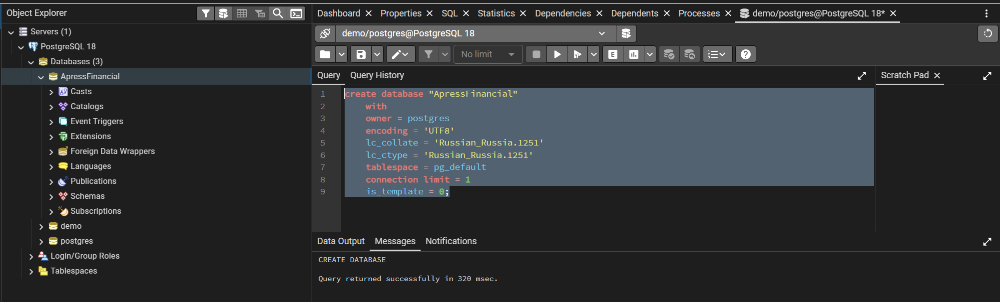 Object Explorer
Servers (1)
PostgreSQL 18
Databases (3)
ApressFinancial
Casts
Catalogs
Event Triggers
Extensions
Foreign Data Wrappers
Languages
Publications
Schemas
Subscriptions
demo
postgres
Login/Group Roles
Tablespaces
Dashboard Properties SQL Statistics Dependencies Dependents Processes demo/postgres@PostgreSQL 18*
demo/postgres@PostgreSQL 18
No limit E
Query Query History
Scratch Pad
1 create database "ApressFinancial"
2 with
3 owner = postgres
4 encoding = 'UTF8'
5 lc_collate = 'Russian_Russia.1251'
6 lc_ctype = 'Russian_Russia.1251'
7 tablespace = pg_default
8 connection limit = 1
9 is_template = 0;
Data Output Messages Notifications
CREATE DATABASE
Query returned successfully in 320 msec.